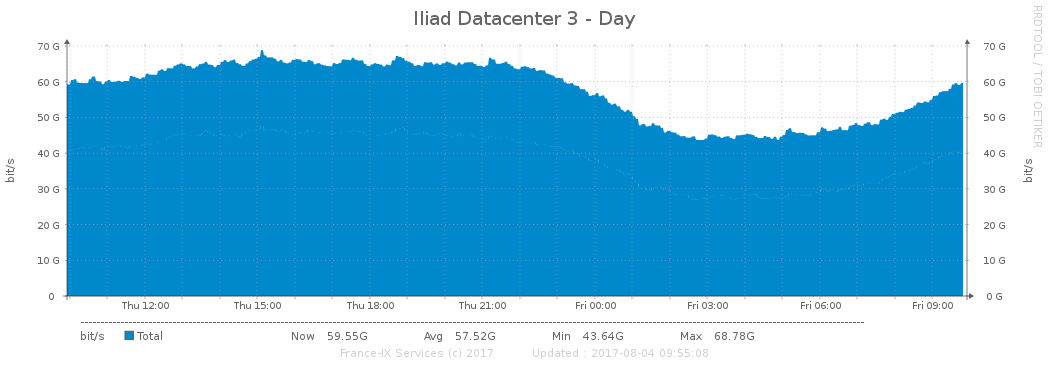 Iliad Datacenter 3 - Day
RRDTOOL / TOBI OETIKER
70 G 70 G
60 G 60 G
50 G 50 G
40 G 40 G
30 G 30 G
20 G 20 G
10 G 10 G
0 0 G
bit/s bit/s
Thu 12:00 Thu 15:00 Thu 18:00 Thu 21:00 Fri 00:00 Fri 03:00 Fri 06:00 Fri 09:00
bit/s Total Now 59.55G Avg 57.52G Min 43.64G Max 68.78G
France-IX Services (c) 2017 Updated : 2017-08-04 09:55:08